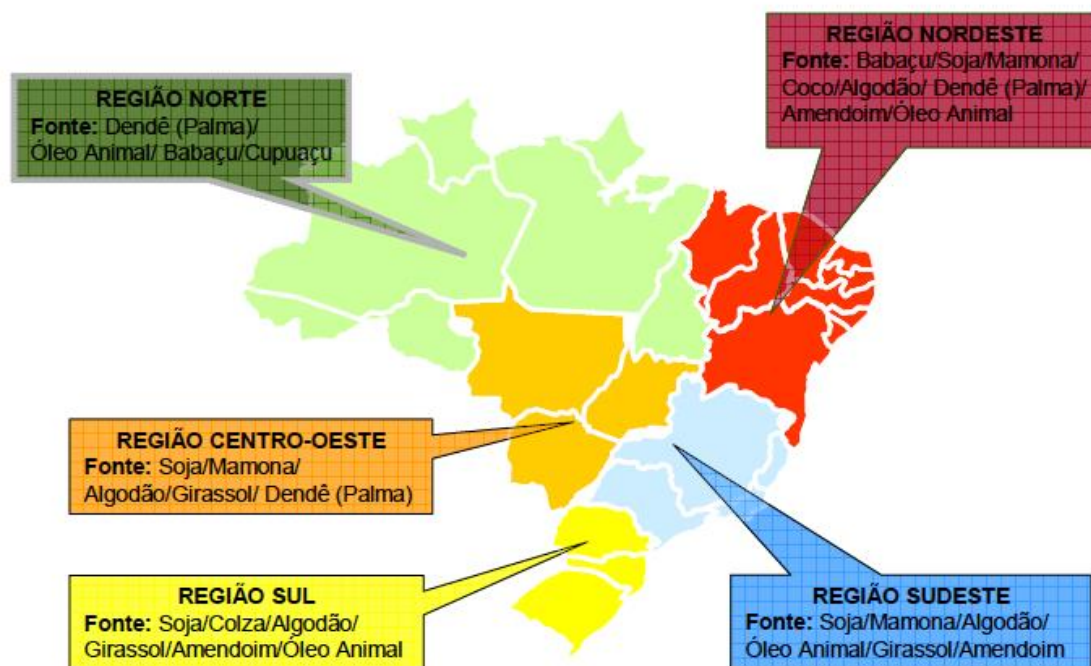 REGIÃO NORDESTE
Fonte: Babaçu/Soja/Mamona/
Coco/Algodão/ Dendê (Palma)/
Amendoim/Óleo Animal
REGIÃO NORTE
Fonte: Dendê (Palma)/
Óleo Animal/ Babaçu/Cupuaçu
REGIÃO CENTRO-OESTE
Fonte: Soja/Mamona/
Algodão/Girassol/ Dendê (Palma)
REGIÃO SUL
Fonte: Soja/Colza/Algodão/
Girassol/Amendoim/Óleo Animal
REGIÃO SUDESTE
Fonte: Soja/Mamona/Algodão/
Óleo Animal/Girassol/Amendoim